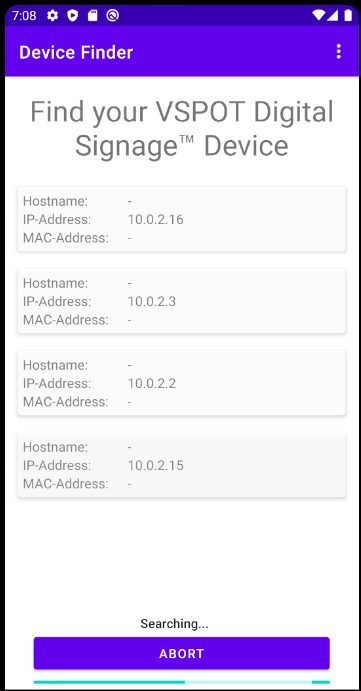 7:08
Device Finder
Find your VSPOT Digital
Signage™ Device
Hostname: -
IP-Address: 10.0.2.16
MAC-Address: -
Hostname: -
IP-Address: 10.0.2.3
MAC-Address: -
Hostname: -
IP-Address: 10.0.2.2
MAC-Address: -
Hostname: -
IP-Address: 10.0.2.15
MAC-Address: -
Searching...
ABORT